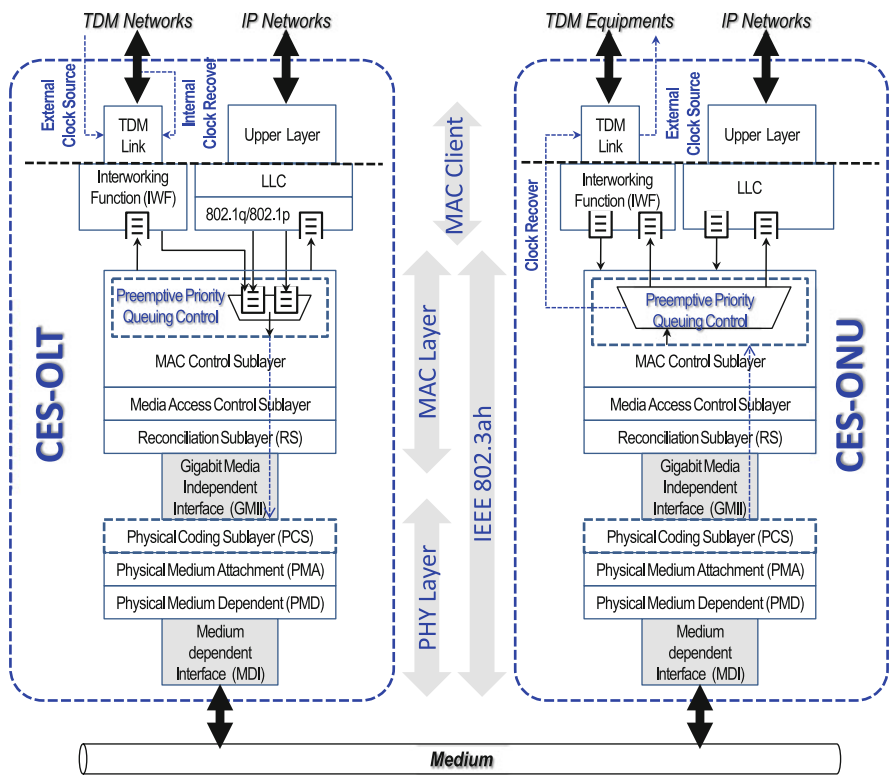 TDM Networks
IP Networks
External
Clock Source
Internal
Clock Recover
TDM
Link
Upper Layer
Interworking
Function (IWF)
LLC
802.1q/802.1p
Preemptive Priority
Queuing Control
MAC Control Sublayer
Media Access Control Sublayer
Reconciliation Sublayer (RS)
Gigabit Media
Independent
Interface (GMII)
Physical Coding Sublayer (PCS)
Physical Medium Attachment (PMA)
Physical Medium Dependent (PMD)
Medium
dependent
Interface (MDI)
CES-OLT
MAC Client
MAC Layer
PHY Layer
IEEE 802.3ah
TDM Equipments
IP Networks
External
Clock Source
Clock Recover
TDM
Link
Upper Layer
Interworking
Function (IWF)
LLC
Preemptive Priority
Queuing Control
MAC Control Sublayer
Media Access Control Sublayer
Reconciliation Sublayer (RS)
Gigabit Media
Independent
Interface (GMII)
Physical Coding Sublayer (PCS)
Physical Medium Attachment (PMA)
Physical Medium Dependent (PMD)
Medium
dependent
Interface (MDI)
CES-ONU
Medium